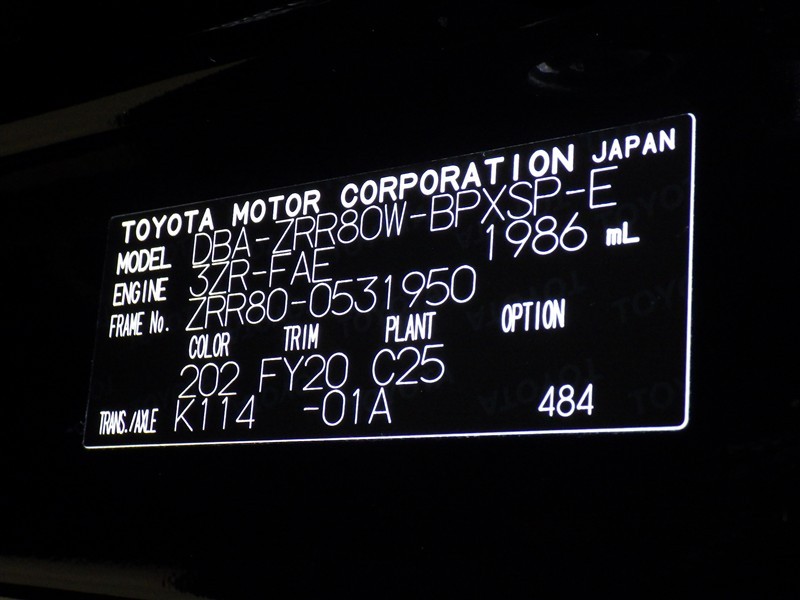 TOYOTA MOTOR CORPORATION JAPAN
MODEL DBA-ZRR80W-BPXSP-E
ENGINE 3ZR-FAE 1986 mL
FRAME No. ZRR80-0531950
COLOR TRIM PLANT OPTION
202 FY20 C25
TRANS./AXLE K114 -01A 484